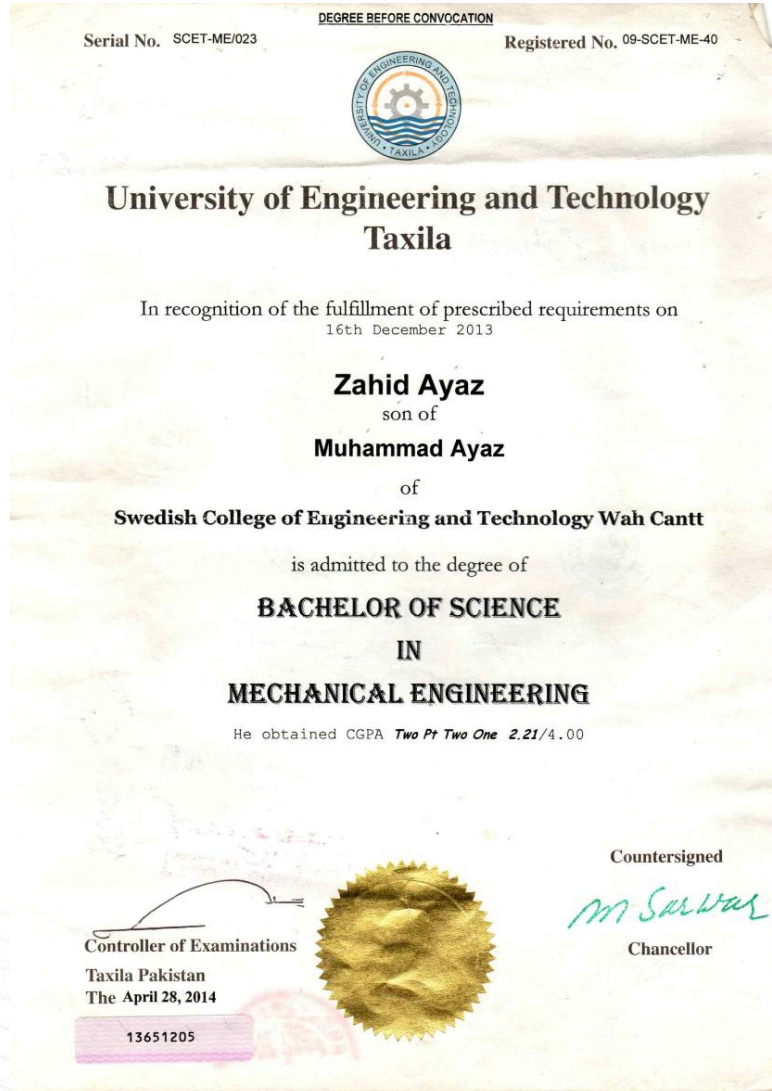 DEGREE BEFORE CONVOCATION
Serial No. SCET-ME/023
Registered No. 09-SCET-ME-40
UNIVERSITY OF ENGINEERING AND TECHNOLOGY
• TAXILA •
University of Engineering and Technology
Taxila
In recognition of the fulfillment of prescribed requirements on
16th December 2013
Zahid Ayaz
son of
Muhammad Ayaz
of
Swedish College of Engineering and Technology Wah Cantt
is admitted to the degree of
BACHELOR OF SCIENCE
IN
MECHANICAL ENGINEERING
He obtained CGPA Two Pt Two One 2.21/4.00
Countersigned
M Sarwar
Chancellor
Controller of Examinations
Taxila Pakistan
The April 28, 2014
13651205